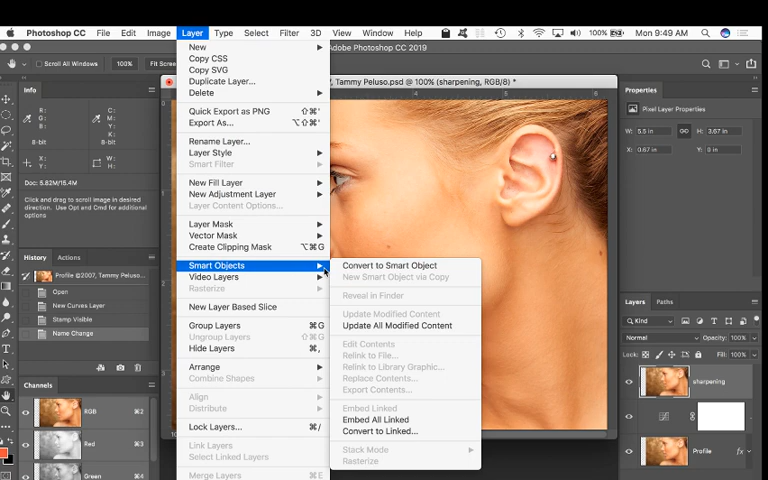 Photoshop CC File Edit Image Layer Type Select Filter 3D View Window Help 100% Mon 9:49 AM
Adobe Photoshop CC 2019
Scroll All Windows 100% Fit Scree
, Tammy Peluso.psd @ 100% (sharpening, RGB/8) *
Info
R:
G:
B:
8-bit
C:
M:
Y:
K:
8-bit
X:
Y:
W:
H:
Doc: 5.82M/15.4M
Click and drag to scroll image in desired
direction. Use Opt and Cmd for additional
options
History Actions
Profile @2007, Tammy Peluso...
Open
New Curves Layer
Stamp Visible
Name Change
Channels
RGB ⌘2
Red ⌘3
Green ⌘4
New
Copy CSS
Copy SVG
Duplicate Layer...
Delete
Quick Export as PNG ⇧⌘'
Export As... ⌥⇧⌘'
Rename Layer...
Layer Style
Smart Filter
New Fill Layer
New Adjustment Layer
Layer Content Options...
Layer Mask
Vector Mask
Create Clipping Mask ⌥⌘G
Smart Objects
Video Layers
Rasterize
New Layer Based Slice
Group Layers ⌘G
Ungroup Layers ⇧⌘G
Hide Layers ⌘,
Arrange
Combine Shapes
Align
Distribute
Lock Layers... ⌘/
Link Layers
Select Linked Layers
Merge Layers ⌘E
Convert to Smart Object
New Smart Object via Copy
Reveal in Finder
Update Modified Content
Update All Modified Content
Edit Contents
Relink to File...
Relink to Library Graphic...
Replace Contents...
Export Contents...
Embed Linked
Embed All Linked
Convert to Linked...
Stack Mode
Rasterize
4 5 6
Properties
Pixel Layer Properties
W: 5.5 in GO H: 3.67 in
X: 0.67 in Y: 0 in
Layers Paths
Kind
Normal Opacity: 100%
Lock: Fill: 100%
sharpening
Profile fx